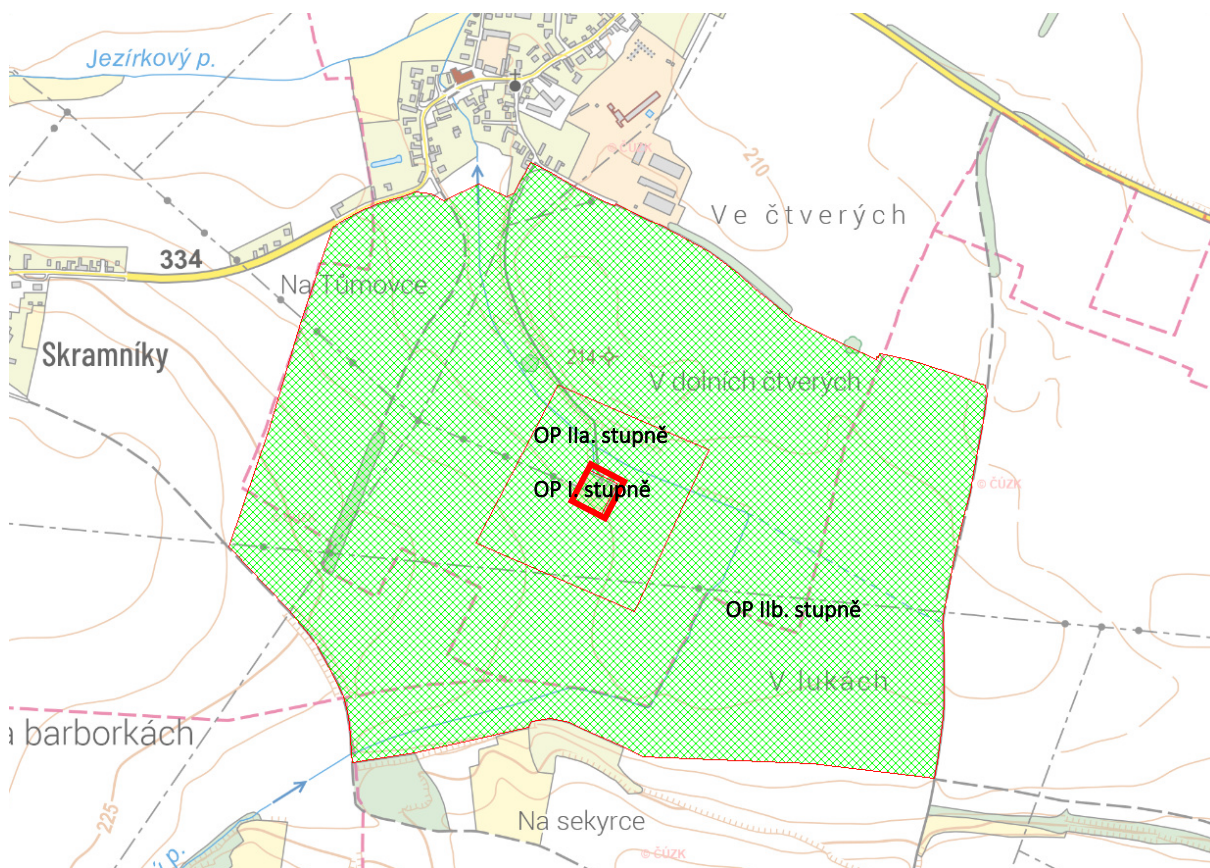 Jezírkový p.
© ČÚZK
210
Ve čtverých
334
Na Tůmovce
Skramníky
214
V dolních čtverých
OP IIa. stupně
OP I. stupně
© ČÚZK
OP IIb. stupně
V lukách
a barborkách
225
Na sekyrce
ý p.
© ČÚZK